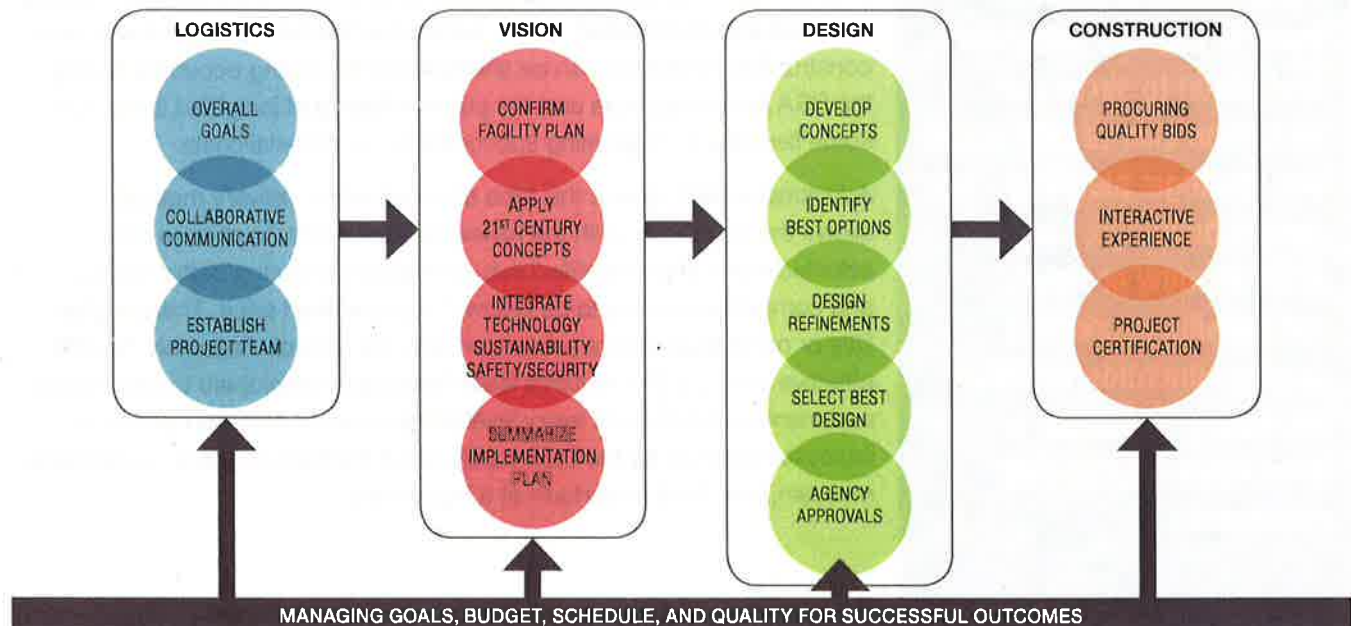 LOGISTICS
OVERALL
GOALS
COLLABORATIVE
COMMUNICATION
ESTABLISH
PROJECT TEAM
VISION
CONFIRM
FACILITY PLAN
APPLY
21ST CENTURY
CONCEPTS
INTEGRATE
TECHNOLOGY
SUSTAINABILITY
SAFETY/SECURITY
SUMMARIZE
IMPLEMENTATION
PLAN
DESIGN
DEVELOP
CONCEPTS
IDENTIFY
BEST OPTIONS
DESIGN
REFINEMENTS
SELECT BEST
DESIGN
AGENCY
APPROVALS
CONSTRUCTION
PROCURING
QUALITY BIDS
INTERACTIVE
EXPERIENCE
PROJECT
CERTIFICATION
MANAGING GOALS, BUDGET, SCHEDULE, AND QUALITY FOR SUCCESSFUL OUTCOMES